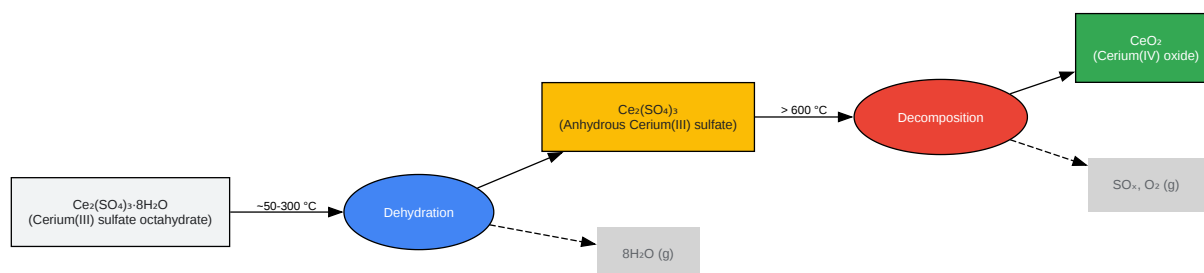 Ce₂(SO₄)₃·8H₂O
(Cerium(III) sulfate octahydrate)
~50-300 °C
Dehydration
8H₂O (g)
Ce₂(SO₄)₃
(Anhydrous Cerium(III) sulfate)
> 600 °C
Decomposition
CeO₂
(Cerium(IV) oxide)
SOₓ, O₂ (g)